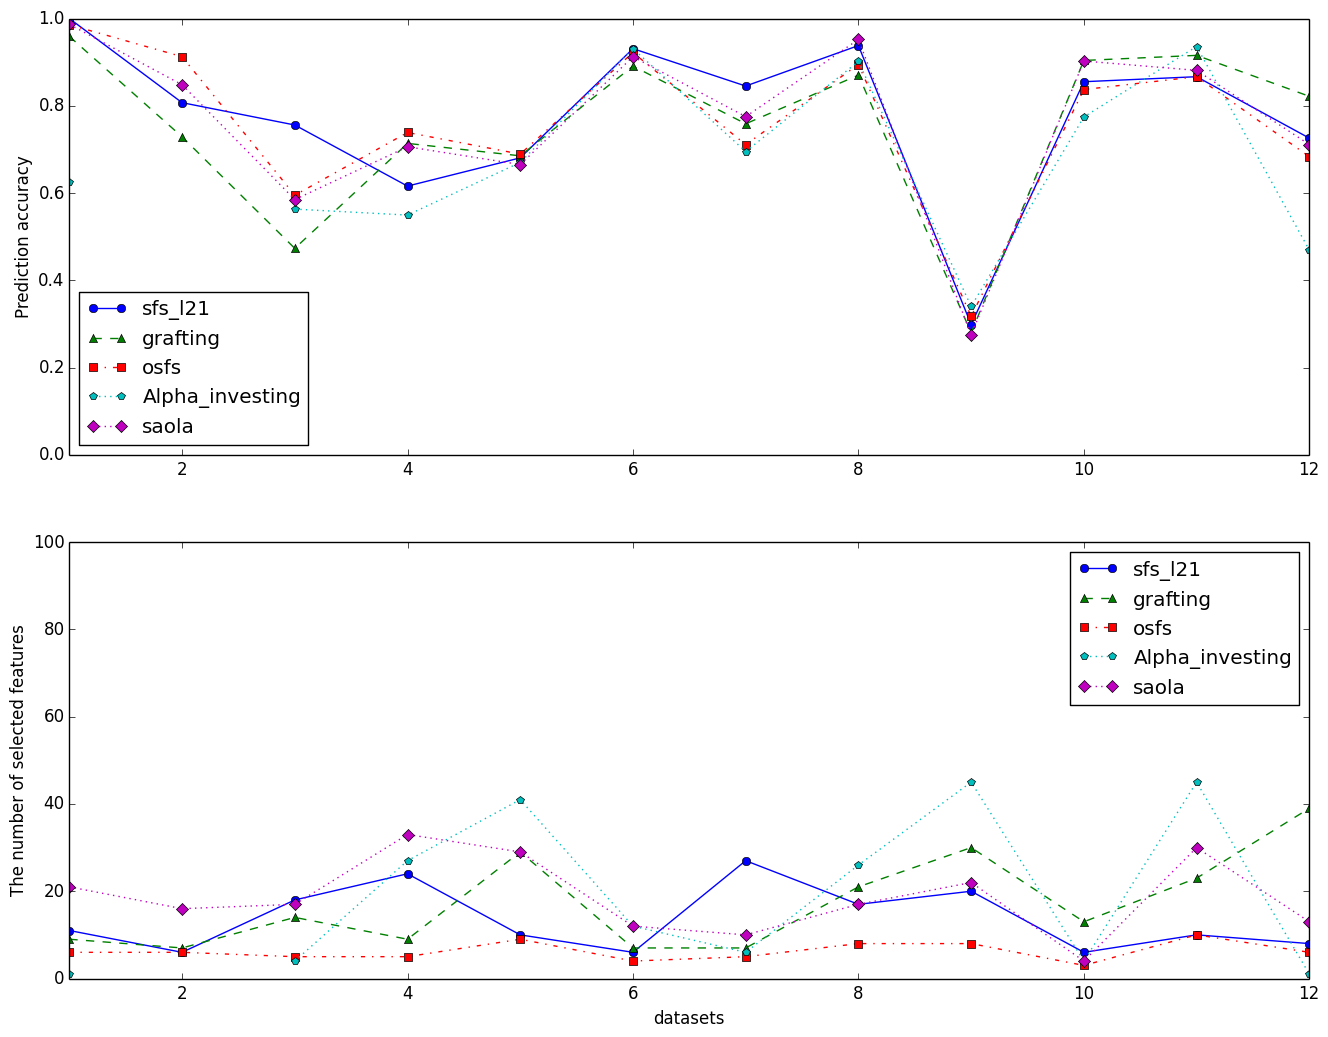 Prediction accuracy
1.0
0.8
0.6
0.4
0.2
0.0
sfs_l21
grafting
osfs
Alpha_investing
saola
2 4 6 8 10 12
The number of selected features
100
80
60
40
20
0
sfs_l21
grafting
osfs
Alpha_investing
saola
2 4 6 8 10 12
datasets